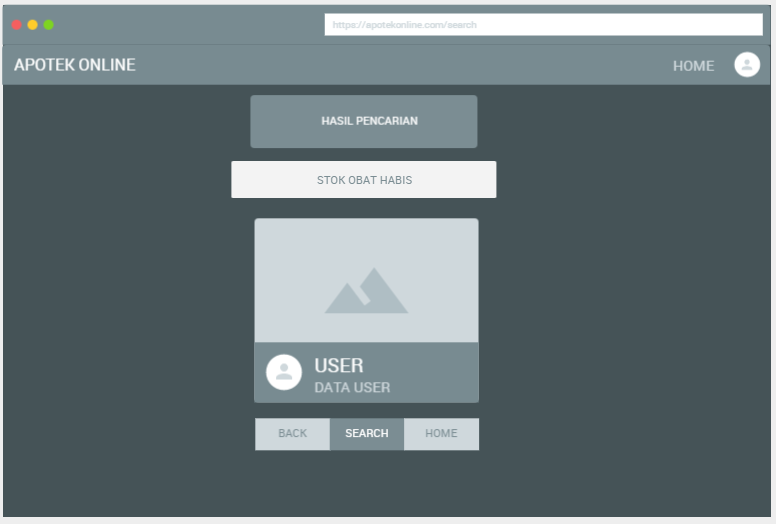 https://apotekonline.com/search
APOTEK ONLINE
HOME
HASIL PENCARIAN
STOK OBAT HABIS
USER
DATA USER
BACK
SEARCH
HOME